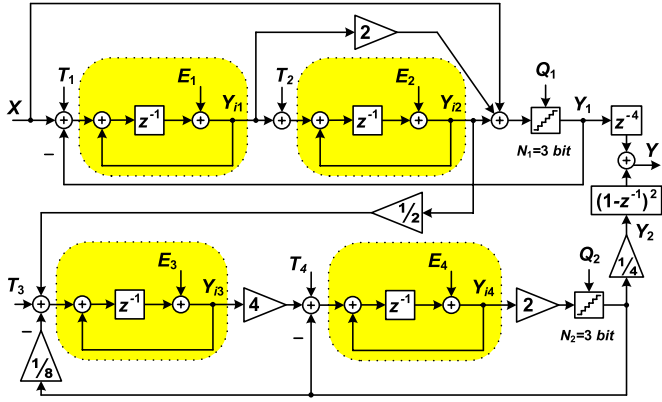 2
T1 E1 Yi1 T2 E2 Yi2 Q1 Y1
X z-1 z-1 z-4
− N1=3 bit Y
(1-z-1)2
1/2
Y2
T3 E3 Yi3 T4 E4 Yi4 Q2 1/4
z-1 4 z-1 2
− − N2=3 bit
1/8